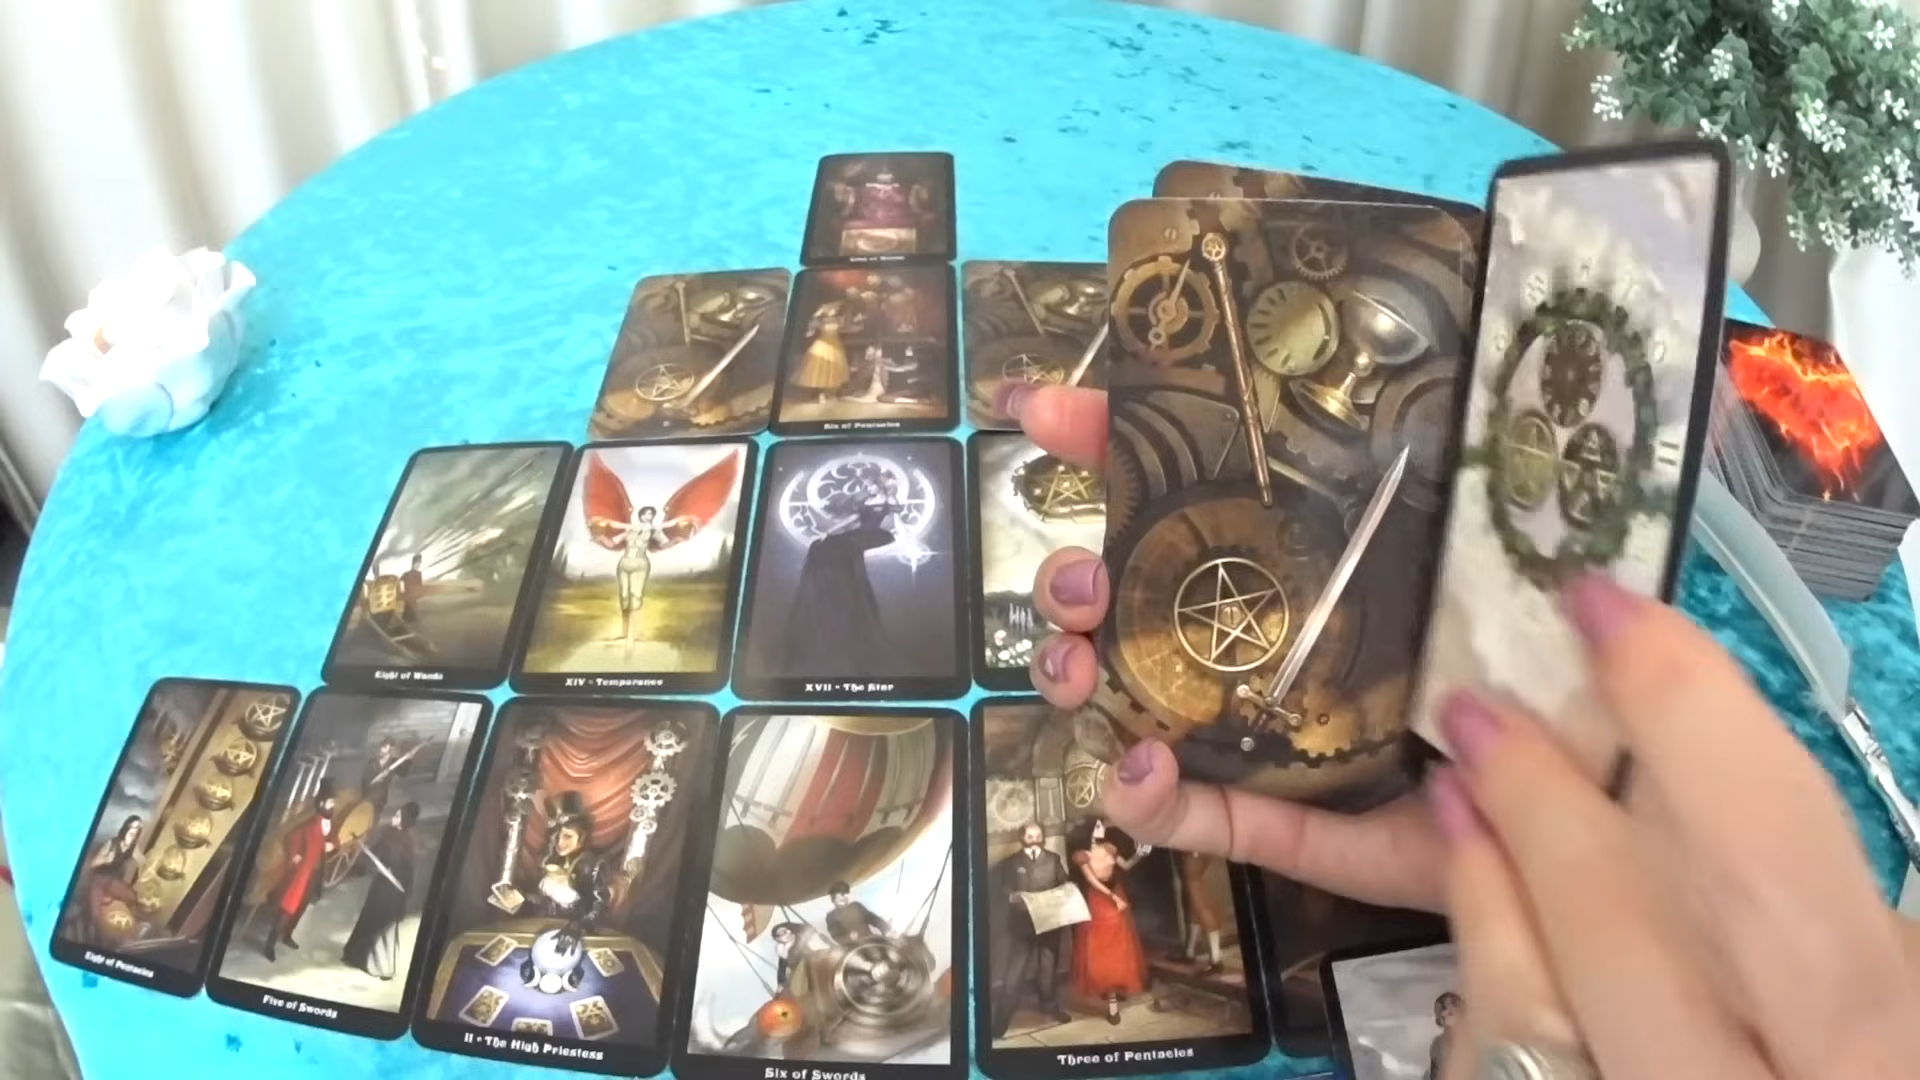 Six of Pentacles
Eight of Wands
XIV • Temperance
XVII • The Star
Eight of Pentacles
Five of Swords
II • The High Priestess
Six of Swords
Three of Pentacles